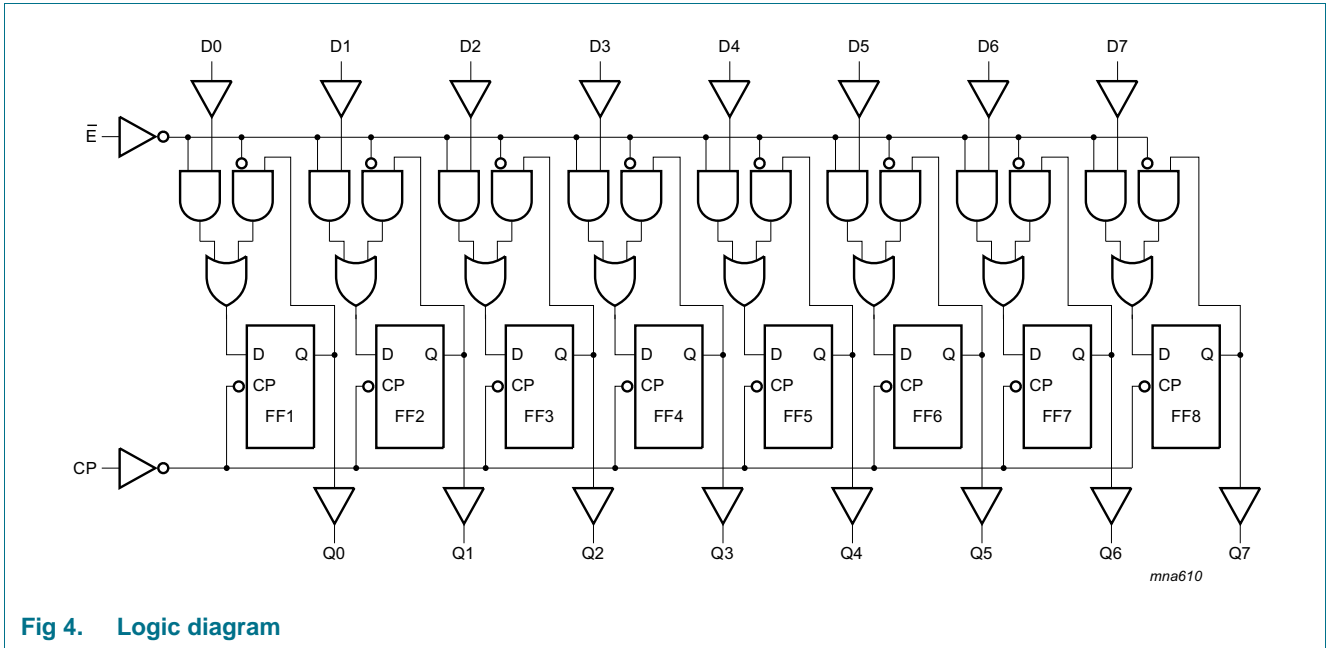 D0 D1 D2 D3 D4 D5 D6 D7
E̅
D Q D Q D Q D Q D Q D Q D Q D Q
CP CP CP CP CP CP CP CP
FF1 FF2 FF3 FF4 FF5 FF6 FF7 FF8
CP
Q0 Q1 Q2 Q3 Q4 Q5 Q6 Q7
mna610
Fig 4. Logic diagram